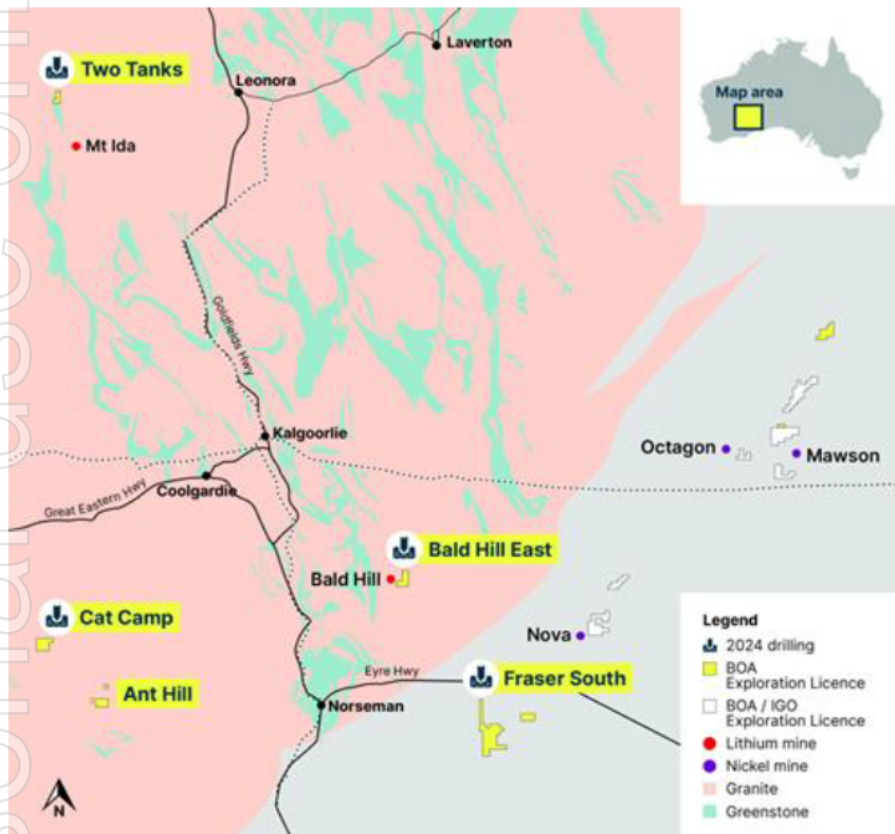 Laverton
Two Tanks
Leonora
Map area
Mt Ida
Goldfields Hwy
Kalgoorlie
Octagon
Mawson
Coolgardie
Great Eastern Hwy
Bald Hill East
Bald Hill
Cat Camp
Nova
Eyre Hwy
Fraser South
Ant Hill
Norseman
N
Legend
2024 drilling
BOA
Exploration Licence
BOA / IGO
Exploration Licence
Lithium mine
Nickel mine
Granite
Greenstone